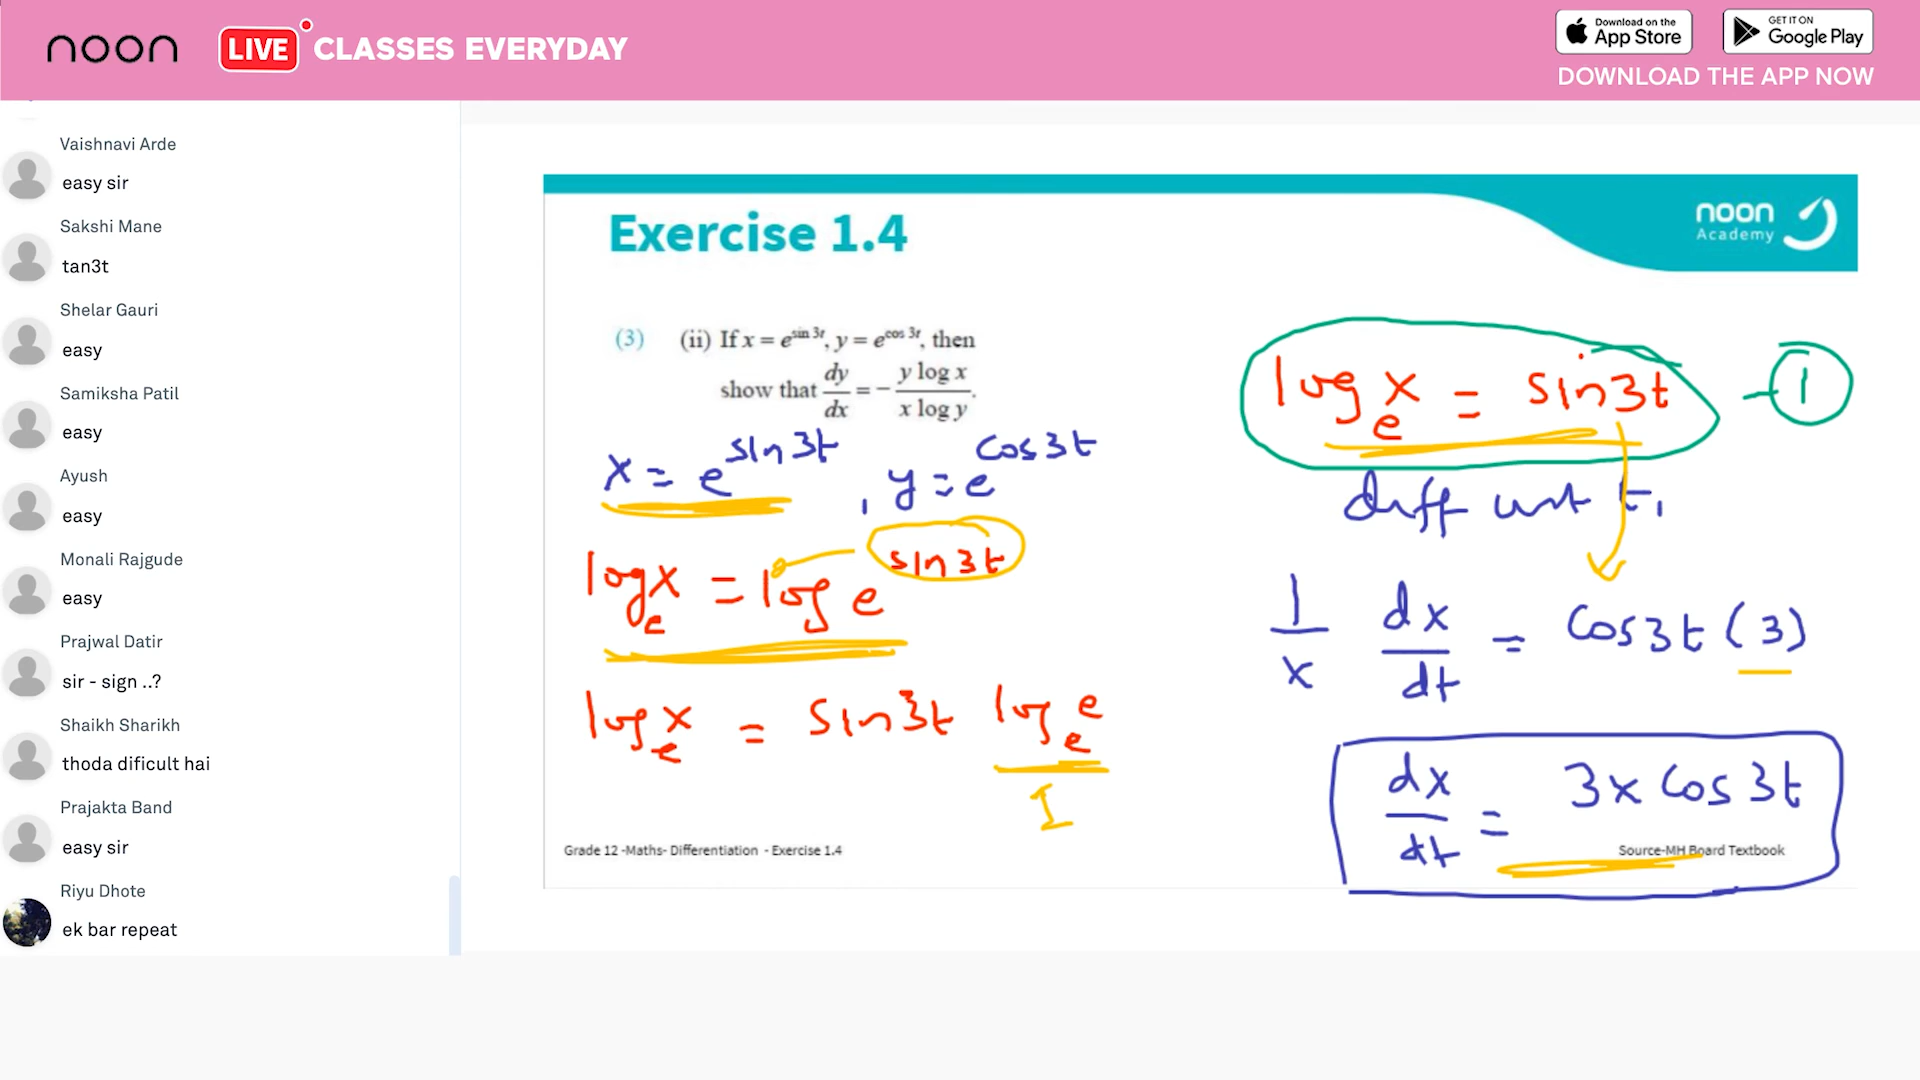 noon LIVE CLASSES EVERYDAY
Download on the App Store
GET IT ON Google Play
DOWNLOAD THE APP NOW
Vaishnavi Arde
easy sir
Sakshi Mane
tan3t
Shelar Gauri
easy
Samiksha Patil
easy
Ayush
easy
Monali Rajgude
easy
Prajwal Datir
sir - sign ..?
Shaikh Sharikh
thoda dificult hai
Prajakta Band
easy sir
Riyu Dhote
ek bar repeat
Exercise 1.4
noon
Academy
(3) (ii) If x = e^{sin 3t}, y = e^{cos 3t}, then
show that dy/dx = - y log x / x log y.
x = e^{sin3t}, y = e^{cos3t}
log_e x = log e^{sin3t}
log_e x = sin3t log_e e
1
log_e x = sin3t - ①
diff wrt t,
1/x dx/dt = cos3t (3)
dx/dt = 3x cos3t
Grade 12 -Maths- Differentiation - Exercise 1.4
Source-MH Board Textbook